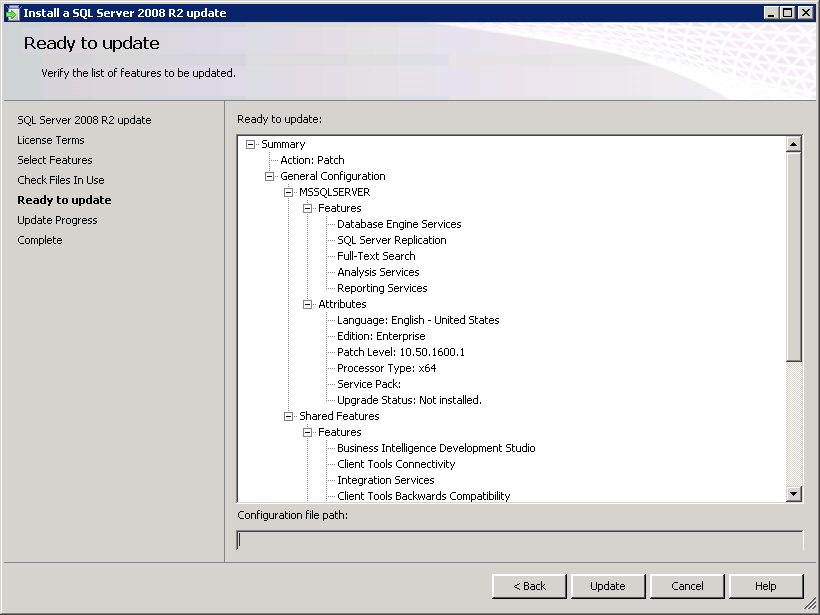 Install a SQL Server 2008 R2 update
Ready to update
Verify the list of features to be updated.
SQL Server 2008 R2 update
License Terms
Select Features
Check Files In Use
Ready to update
Update Progress
Complete
Ready to update:
Summary
Action: Patch
General Configuration
MSSQLSERVER
Features
Database Engine Services
SQL Server Replication
Full-Text Search
Analysis Services
Reporting Services
Attributes
Language: English - United States
Edition: Enterprise
Patch Level: 10.50.1600.1
Processor Type: x64
Service Pack:
Upgrade Status: Not installed.
Shared Features
Features
Business Intelligence Development Studio
Client Tools Connectivity
Integration Services
Client Tools Backwards Compatibility
Configuration file path:
< Back
Update
Cancel
Help